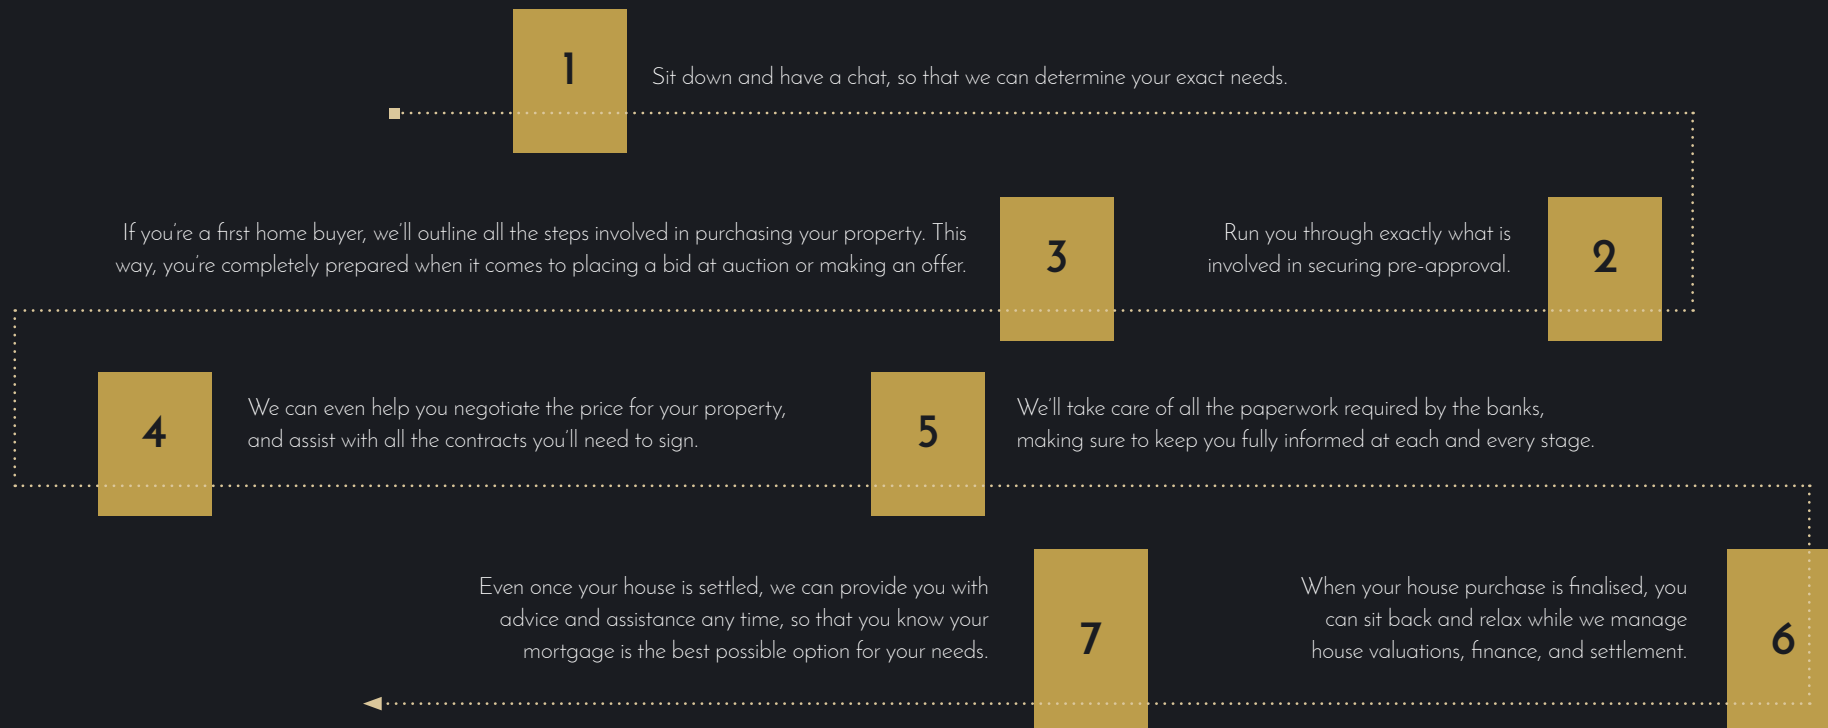 1
Sit down and have a chat, so that we can determine your exact needs.
2
Run you through exactly what is
involved in securing pre-approval.
3
If you're a first home buyer, we'll outline all the steps involved in purchasing your property. This
way, you're completely prepared when it comes to placing a bid at auction or making an offer.
4
We can even help you negotiate the price for your property,
and assist with all the contracts you'll need to sign.
5
We'll take care of all the paperwork required by the banks,
making sure to keep you fully informed at each and every stage.
6
When your house purchase is finalised, you
can sit back and relax while we manage
house valuations, finance, and settlement.
7
Even once your house is settled, we can provide you with
advice and assistance any time, so that you know your
mortgage is the best possible option for your needs.